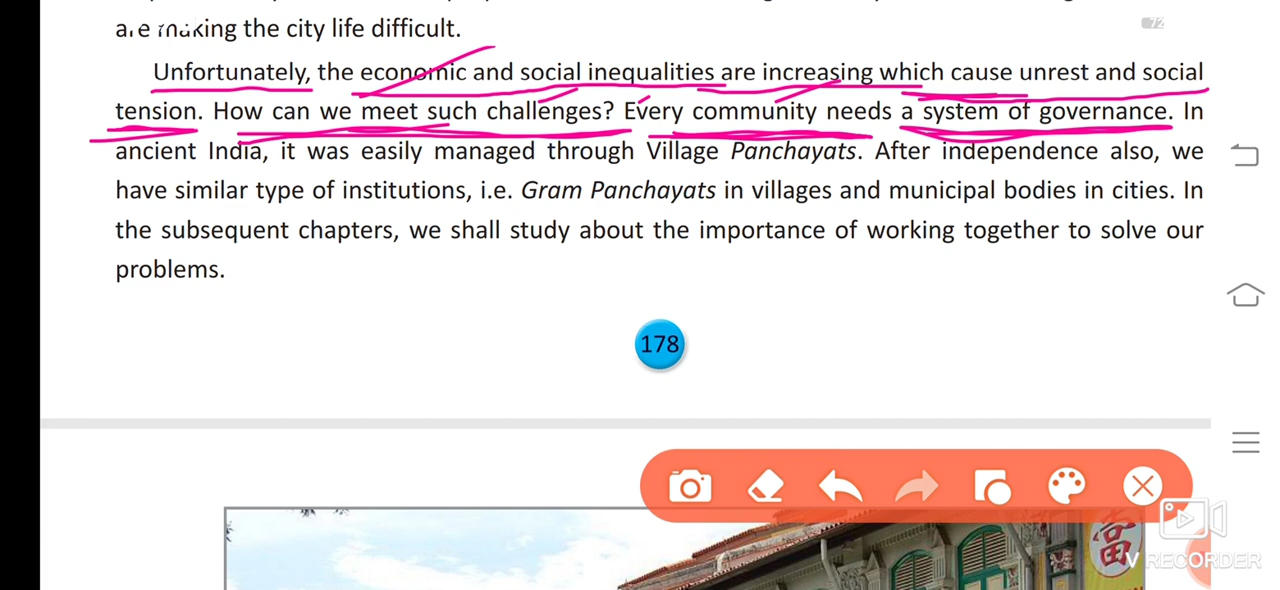 72
are making the city life difficult.
Unfortunately, the economic and social inequalities are increasing which cause unrest and social
tension. How can we meet such challenges? Every community needs a system of governance. In
ancient India, it was easily managed through Village Panchayats. After independence also, we
have similar type of institutions, i.e. Gram Panchayats in villages and municipal bodies in cities. In
the subsequent chapters, we shall study about the importance of working together to solve our
problems.
178
當
V RECORDER